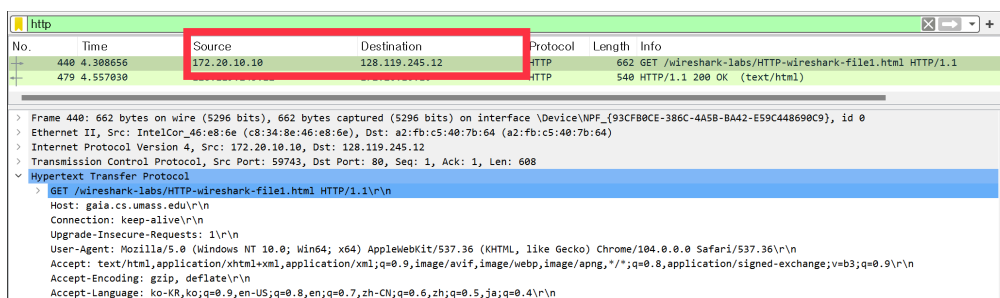 http
No. Time Source Destination Protocol Length Info
440 4.308656 172.20.10.10 128.119.245.12 HTTP 662 GET /wireshark-labs/HTTP-wireshark-file1.html HTTP/1.1
479 4.557030 HTTP 540 HTTP/1.1 200 OK (text/html)
Frame 440: 662 bytes on wire (5296 bits), 662 bytes captured (5296 bits) on interface \Device\NPF_{93CFB0CE-386C-4A5B-BA42-E59C448690C9}, id 0
Ethernet II, Src: IntelCor_46:e8:6e (c8:34:8e:46:e8:6e), Dst: a2:fb:c5:40:7b:64 (a2:fb:c5:40:7b:64)
Internet Protocol Version 4, Src: 172.20.10.10, Dst: 128.119.245.12
Transmission Control Protocol, Src Port: 59743, Dst Port: 80, Seq: 1, Ack: 1, Len: 608
Hypertext Transfer Protocol
GET /wireshark-labs/HTTP-wireshark-file1.html HTTP/1.1\r\n
Host: gaia.cs.umass.edu\r\n
Connection: keep-alive\r\n
Upgrade-Insecure-Requests: 1\r\n
User-Agent: Mozilla/5.0 (Windows NT 10.0; Win64; x64) AppleWebKit/537.36 (KHTML, like Gecko) Chrome/104.0.0.0 Safari/537.36\r\n
Accept: text/html,application/xhtml+xml,application/xml;q=0.9,image/avif,image/webp,image/apng,*/*;q=0.8,application/signed-exchange;v=b3;q=0.9\r\n
Accept-Encoding: gzip, deflate\r\n
Accept-Language: ko-KR,ko;q=0.9,en-US;q=0.8,en;q=0.7,zh-CN;q=0.6,zh;q=0.5,ja;q=0.4\r\n